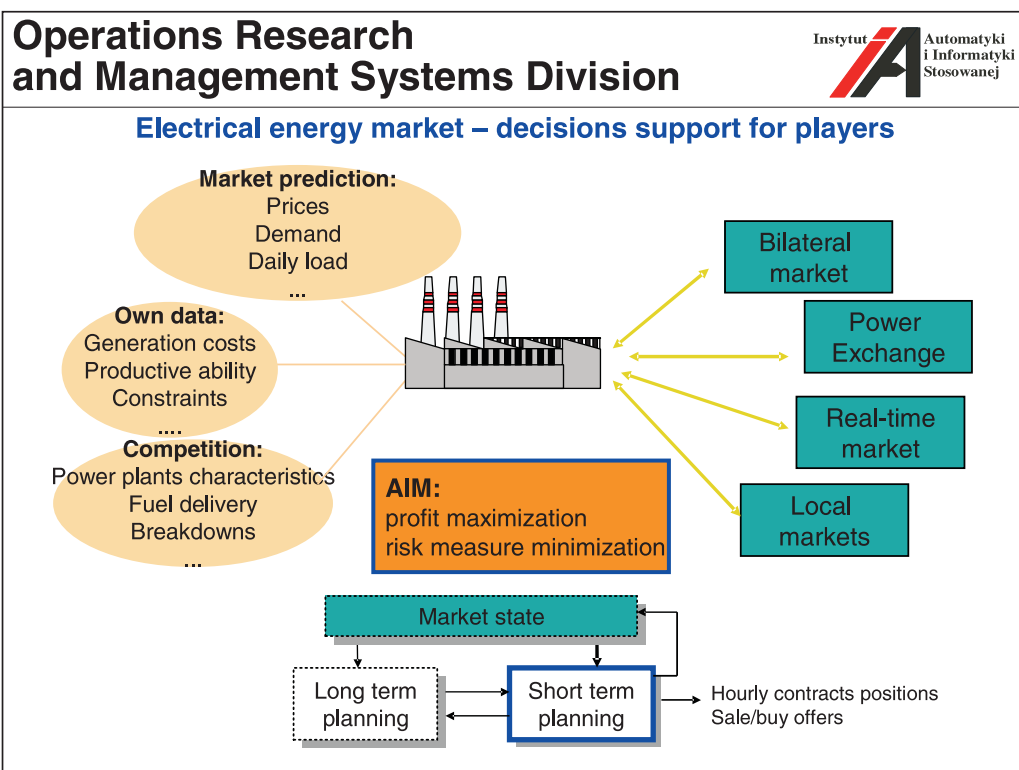 Operations Research
and Management Systems Division
Instytut
Automatyki
i Informatyki
Stosowanej
Electrical energy market – decisions support for players
Market prediction:
Prices
Demand
Daily load
...
Own data:
Generation costs
Productive ability
Constraints
....
Competition:
Power plants characteristics
Fuel delivery
Breakdowns
...
Bilateral
market
Power
Exchange
Real-time
market
Local
markets
AIM:
profit maximization
risk measure minimization
Market state
Long term
planning
Short term
planning
Hourly contracts positions
Sale/buy offers